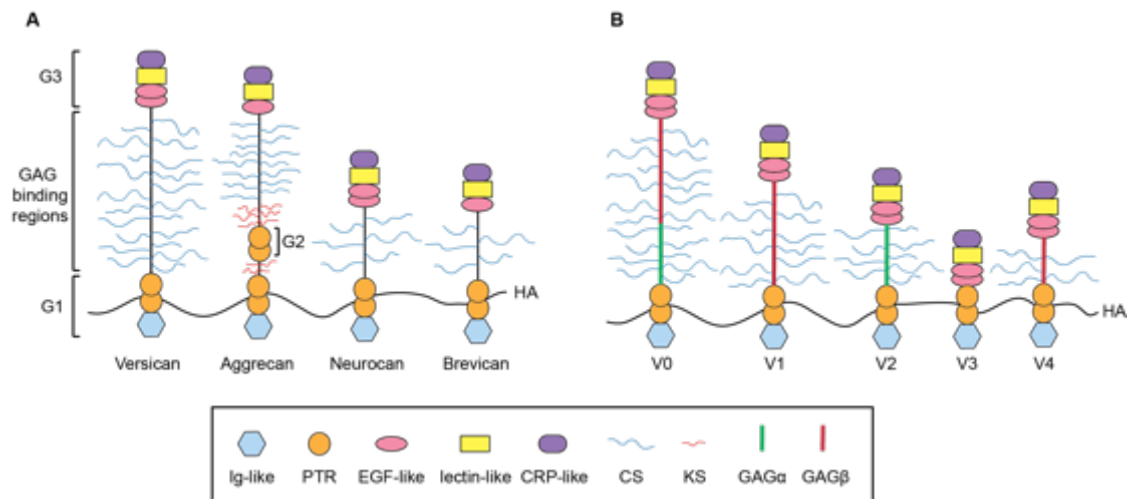 A
B
G3
GAG
binding
regions
G2
G1
HA
HA
Versican Aggrecan Neurocan Brevican
V0 V1 V2 V3 V4
Ig-like PTR EGF-like lectin-like CRP-like CS KS GAGα GAGβ